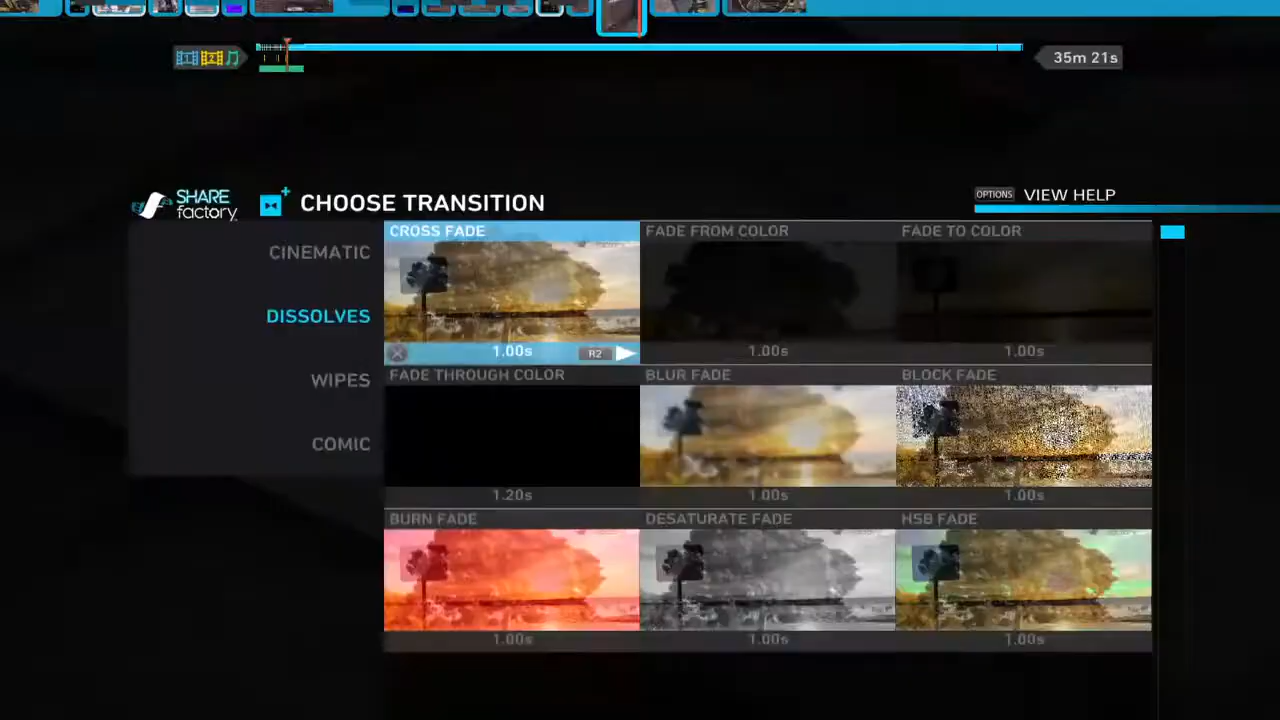 35m 21s
SHARE
factory
CHOOSE TRANSITION
OPTIONS VIEW HELP
CINEMATIC
DISSOLVES
WIPES
COMIC
CROSS FADE
FADE FROM COLOR
FADE TO COLOR
1.00s
R2
1.00s
1.00s
FADE THROUGH COLOR
BLUR FADE
BLOCK FADE
1.20s
1.00s
1.00s
BURN FADE
DESATURATE FADE
HSB FADE
1.00s
1.00s
1.00s